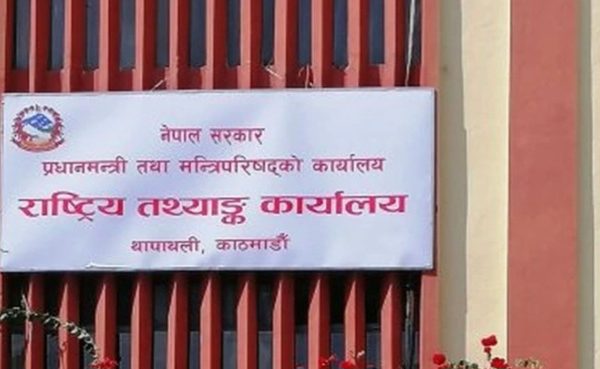 नेपाल सरकार
प्रधानमन्त्री तथा मन्त्रिपरिषद्को कार्यालय
राष्ट्रिय तथ्याङ्क कार्यालय
थापाथली, काठमाडौं